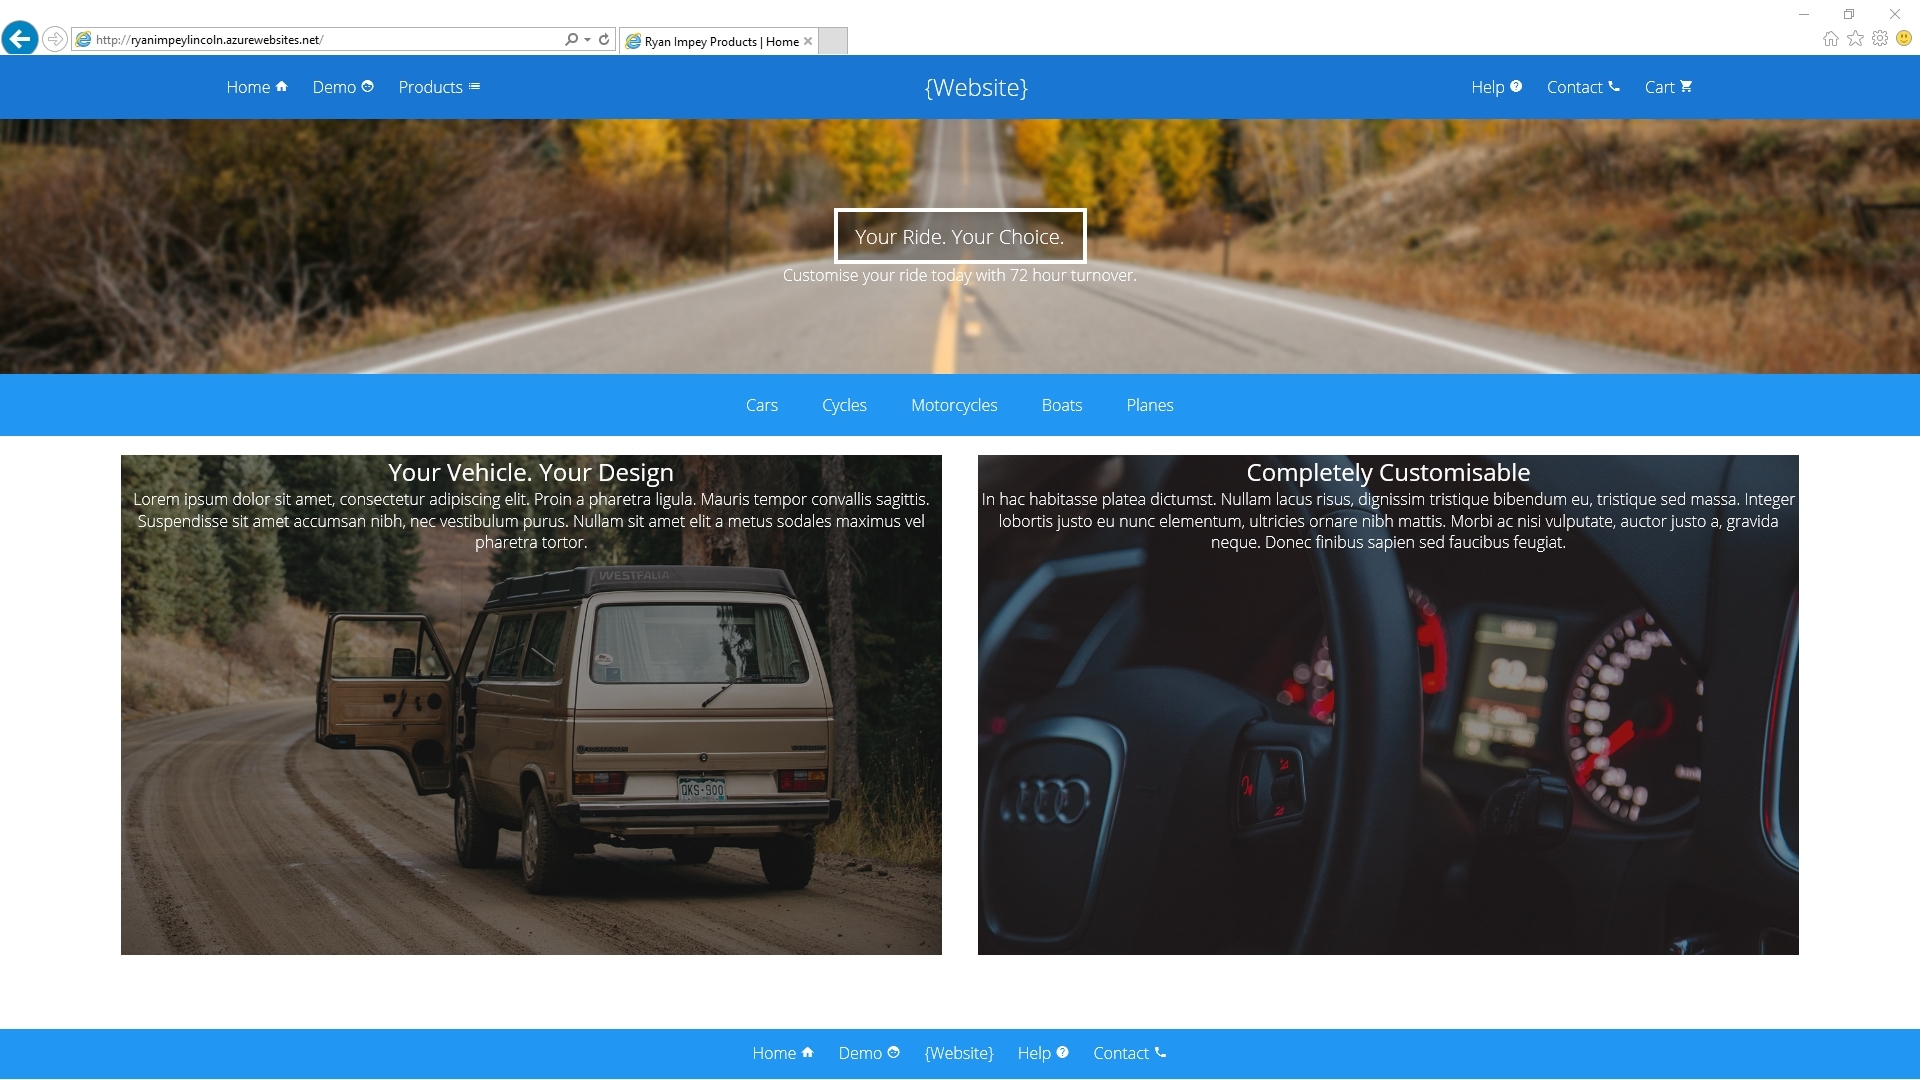 http://ryanimpeylincoln.azurewebsites.net/
Ryan Impey Products | Home
Home
Demo
Products
{Website}
Help
Contact
Cart
Your Ride. Your Choice.
Customise your ride today with 72 hour turnover.
Cars
Cycles
Motorcycles
Boats
Planes
Your Vehicle. Your Design
Lorem ipsum dolor sit amet, consectetur adipiscing elit. Proin a pharetra ligula. Mauris tempor convallis sagittis.
Suspendisse sit amet accumsan nibh, nec vestibulum purus. Nullam sit amet elit a metus sodales maximus vel
pharetra tortor.
WESTFALIA
QKS-900
Completely Customisable
In hac habitasse platea dictumst. Nullam lacus risus, dignissim tristique bibendum eu, tristique sed massa. Integer
lobortis justo eu nunc elementum, ultricies ornare nibh mattis. Morbi ac nisi vulputate, auctor justo a, gravida
neque. Donec finibus sapien sed faucibus feugiat.
Home
Demo
{Website}
Help
Contact